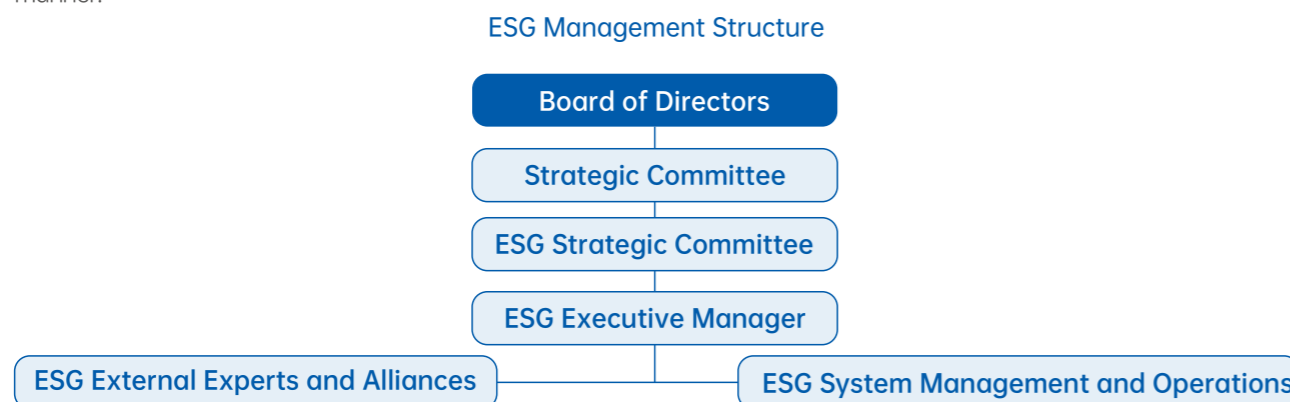 ESG Management Structure
Board of Directors
Strategic Committee
ESG Strategic Committee
ESG Executive Manager
ESG External Experts and Alliances
ESG System Management and Operations